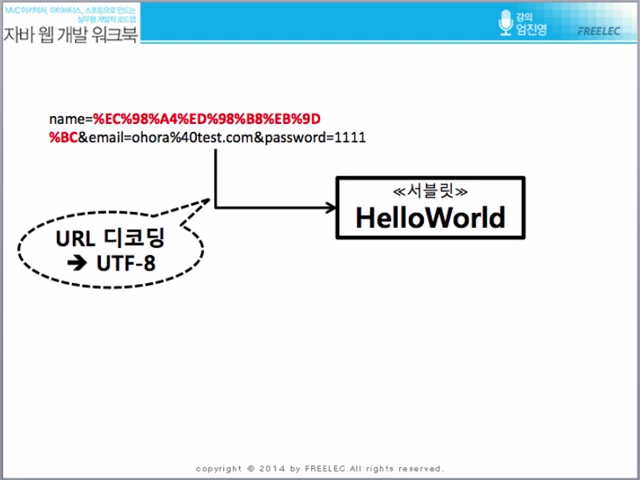 MVC 아키텍처, 마이바티스, 스프링으로 만드는
실무형 개발자 로드맵
자바 웹 개발 워크북
강의
엄진영
FREELEC
name=%EC%98%A4%ED%98%B8%EB%9D
%BC&email=ohora%40test.com&password=1111
≪서블릿≫
HelloWorld
URL 디코딩
➔ UTF-8
copyright © 2014 by FREELEC.All rights reserved.